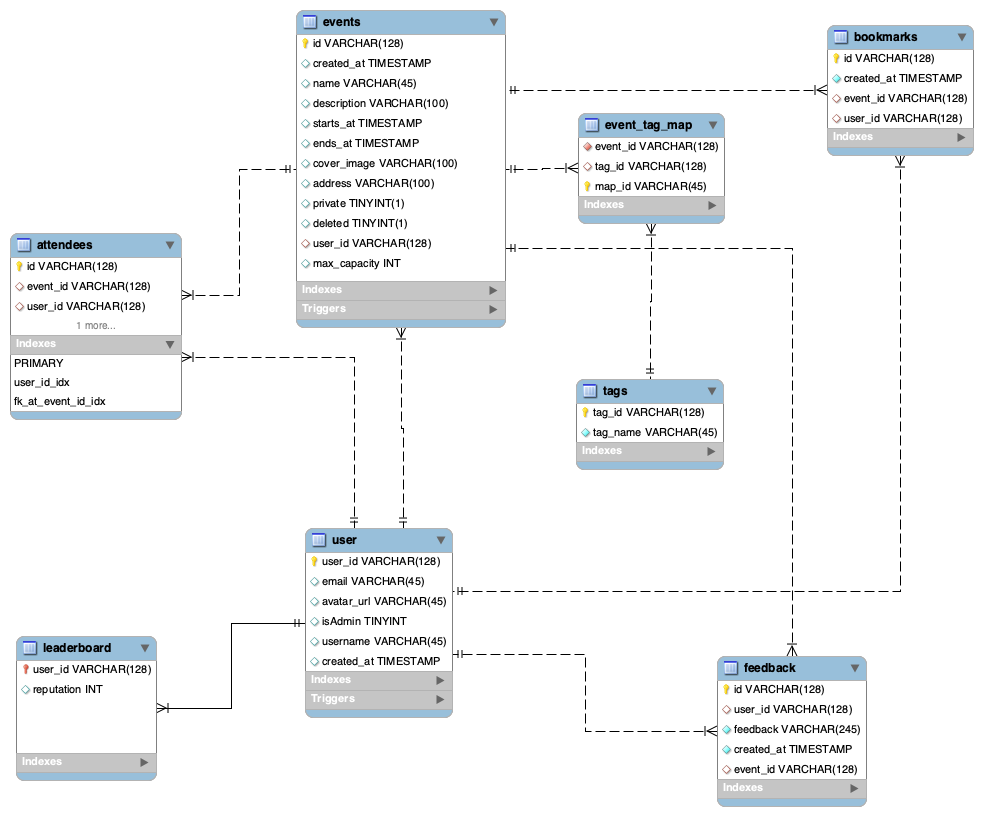 events
id VARCHAR(128)
created_at TIMESTAMP
name VARCHAR(45)
description VARCHAR(100)
starts_at TIMESTAMP
ends_at TIMESTAMP
cover_image VARCHAR(100)
address VARCHAR(100)
private TINYINT(1)
deleted TINYINT(1)
user_id VARCHAR(128)
max_capacity INT
Indexes
Triggers
bookmarks
id VARCHAR(128)
created_at TIMESTAMP
event_id VARCHAR(128)
user_id VARCHAR(128)
Indexes
event_tag_map
event_id VARCHAR(128)
tag_id VARCHAR(128)
map_id VARCHAR(45)
Indexes
attendees
id VARCHAR(128)
event_id VARCHAR(128)
user_id VARCHAR(128)
1 more...
Indexes
PRIMARY
user_id_idx
fk_at_event_id_idx
tags
tag_id VARCHAR(128)
tag_name VARCHAR(45)
Indexes
user
user_id VARCHAR(128)
email VARCHAR(45)
avatar_url VARCHAR(45)
isAdmin TINYINT
username VARCHAR(45)
created_at TIMESTAMP
Indexes
Triggers
leaderboard
user_id VARCHAR(128)
reputation INT
Indexes
feedback
id VARCHAR(128)
user_id VARCHAR(128)
feedback VARCHAR(245)
created_at TIMESTAMP
event_id VARCHAR(128)
Indexes